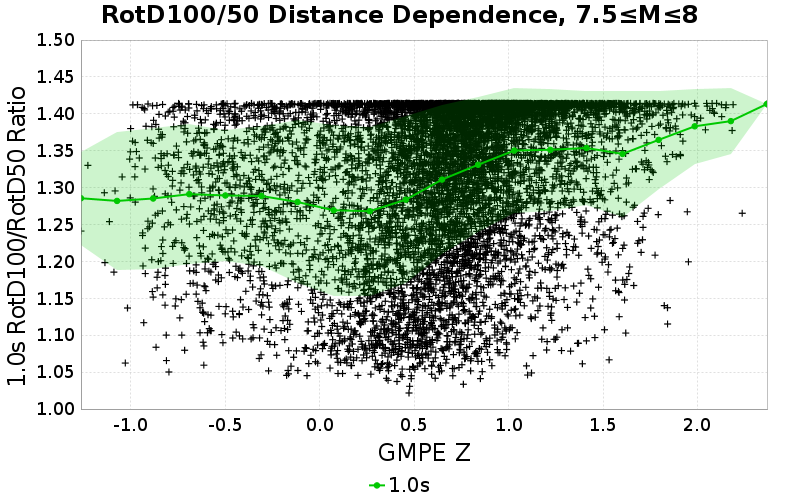 RotD100/50 Distance Dependence, 7.5≤M≤8
1.0s RotD100/RotD50 Ratio
1.50
1.45
1.40
1.35
1.30
1.25
1.20
1.15
1.10
1.05
1.00
-1.0 -0.5 0.0 0.5 1.0 1.5 2.0
GMPE Z
1.0s